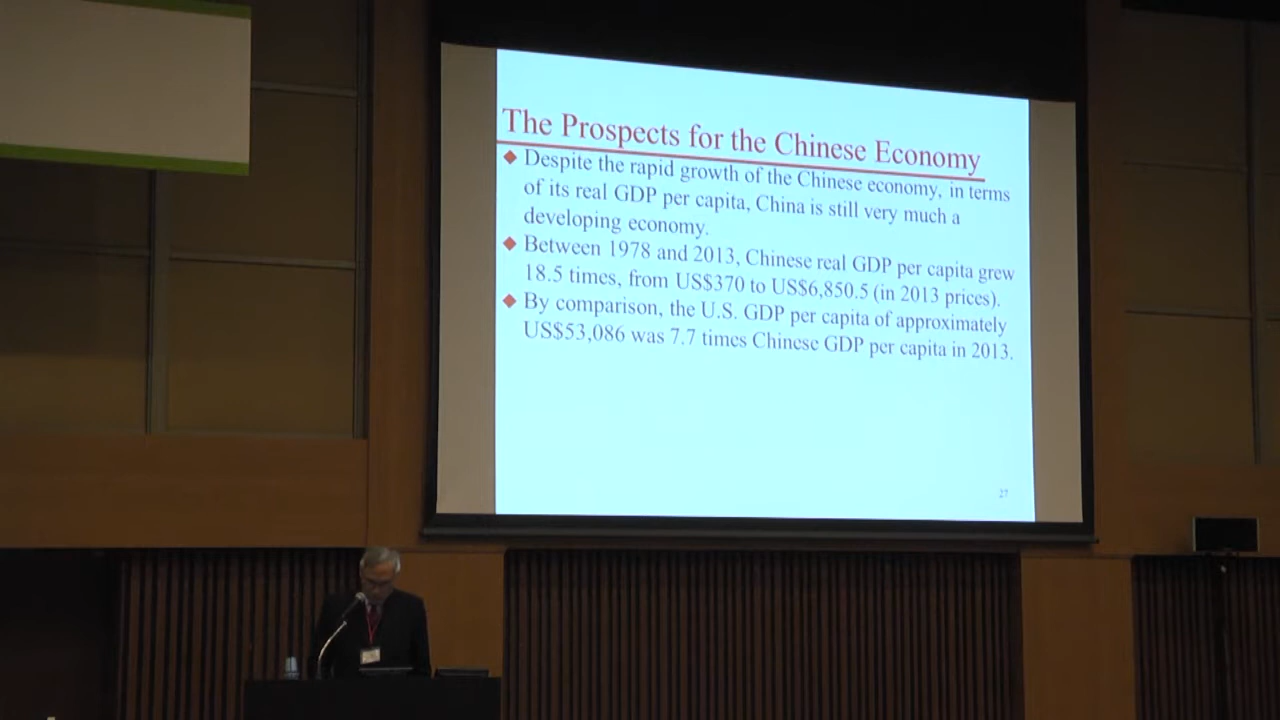 The Prospects for the Chinese Economy
◆ Despite the rapid growth of the Chinese economy, in terms
of its real GDP per capita, China is still very much a
developing economy.
◆ Between 1978 and 2013, Chinese real GDP per capita grew
18.5 times, from US$370 to US$6,850.5 (in 2013 prices).
◆ By comparison, the U.S. GDP per capita of approximately
US$53,086 was 7.7 times Chinese GDP per capita in 2013.
27